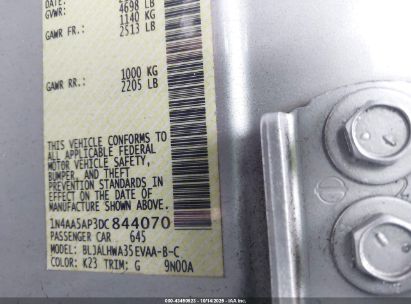 DATE: 4698 LB
GVWR: 1140 KG
GAWR FR.: 2513 LB
1000 KG
GAWR RR.: 2205 LB
THIS VEHICLE CONFORMS TO
ALL APPLICABLE FEDERAL
MOTOR VEHICLE SAFETY,
BUMPER, AND THEFT
PREVENTION STANDARDS IN
EFFECT ON THE DATE OF
MANUFACTURE SHOWN ABOVE.
1N4AA5AP3DC844070
PASSENGER CAR 645
MODEL: BLJALHWA35EVAA-B-C
COLOR: K23 TRIM: G 9N00A